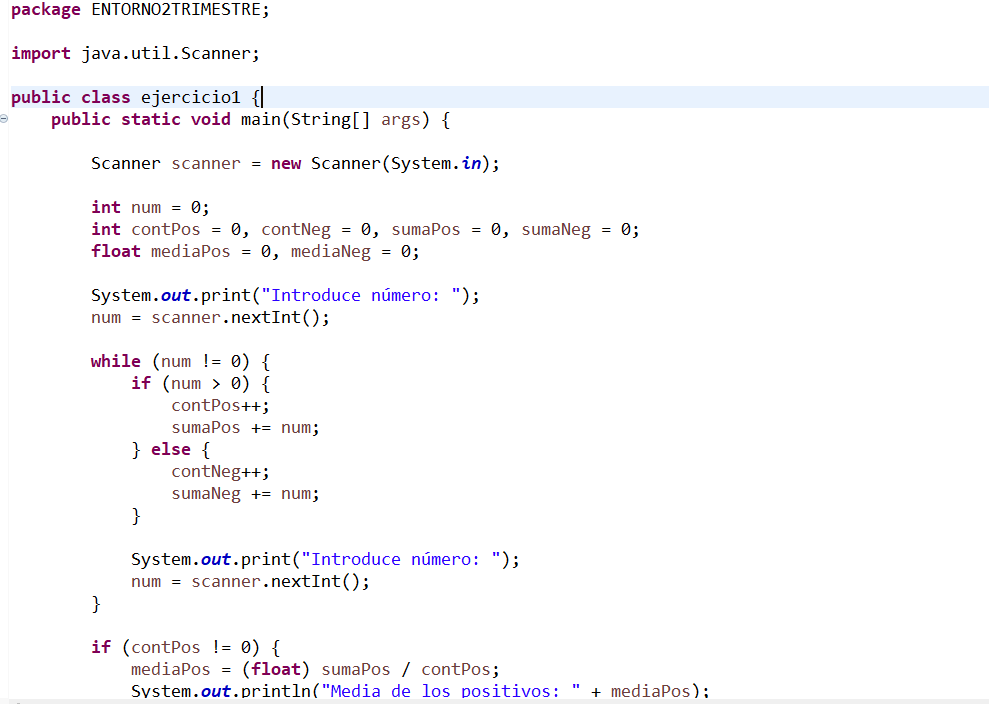 package ENTORNO2TRIMESTRE;
import java.util.Scanner;
public class ejercicio1 {
public static void main(String[] args) {
Scanner scanner = new Scanner(System.in);
int num = 0;
int contPos = 0, contNeg = 0, sumaPos = 0, sumaNeg = 0;
float mediaPos = 0, mediaNeg = 0;
System.out.print("Introduce número: ");
num = scanner.nextInt();
while (num != 0) {
if (num > 0) {
contPos++;
sumaPos += num;
} else {
contNeg++;
sumaNeg += num;
}
System.out.print("Introduce número: ");
num = scanner.nextInt();
}
if (contPos != 0) {
mediaPos = (float) sumaPos / contPos;
System.out.println("Media de los positivos: " + mediaPos);